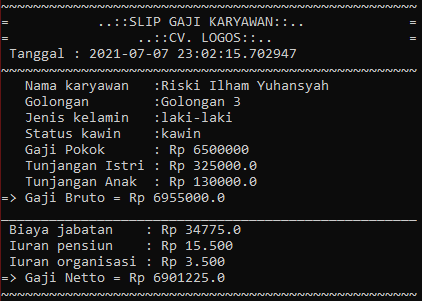 ~~~~~~~~~~~~~~~~~~~~~~~~~~~~~~~~~~~~~~~~~~~~~~~~~~~~
=           ..::SLIP GAJI KARYAWAN::..             =
=                ..::CV. LOGOS::..                 =
Tanggal : 2021-07-07 23:02:15.702947
~~~~~~~~~~~~~~~~~~~~~~~~~~~~~~~~~~~~~~~~~~~~~~~~~~~~
Nama karyawan   :Riski Ilham Yuhansyah
Golongan        :Golongan 3
Jenis kelamin   :laki-laki
Status kawin    :kawin
Gaji Pokok      : Rp 6500000
Tunjangan Istri : Rp 325000.0
Tunjangan Anak  : Rp 130000.0
=> Gaji Bruto = Rp 6955000.0
____________________________________________________
Biaya jabatan    : Rp 34775.0
Iuran pensiun    : Rp 15.500
Iuran organisasi : Rp 3.500
=> Gaji Netto = Rp 6901225.0
~~~~~~~~~~~~~~~~~~~~~~~~~~~~~~~~~~~~~~~~~~~~~~~~~~~~